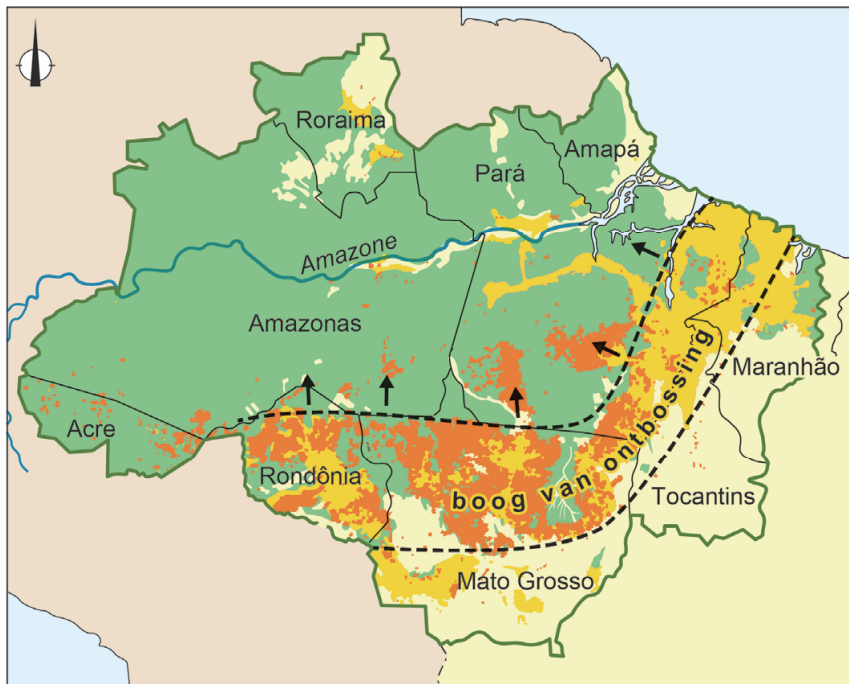 Roraima
Amapá
Pará
Amazone
Amazonas
Maranhão
Acre
Rondônia
boog van ontbossing
Tocantins
Mato Grosso